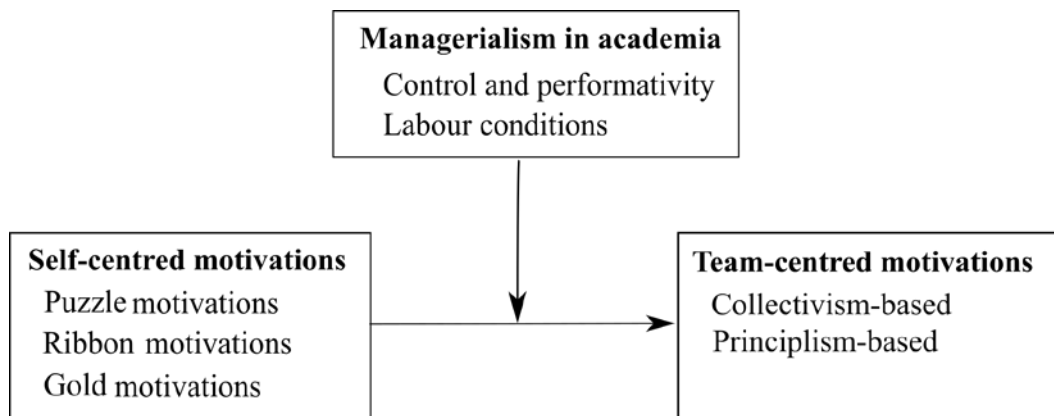 Managerialism in academia
Control and performativity
Labour conditions
Self-centred motivations
Puzzle motivations
Ribbon motivations
Gold motivations
Team-centred motivations
Collectivism-based
Principlism-based